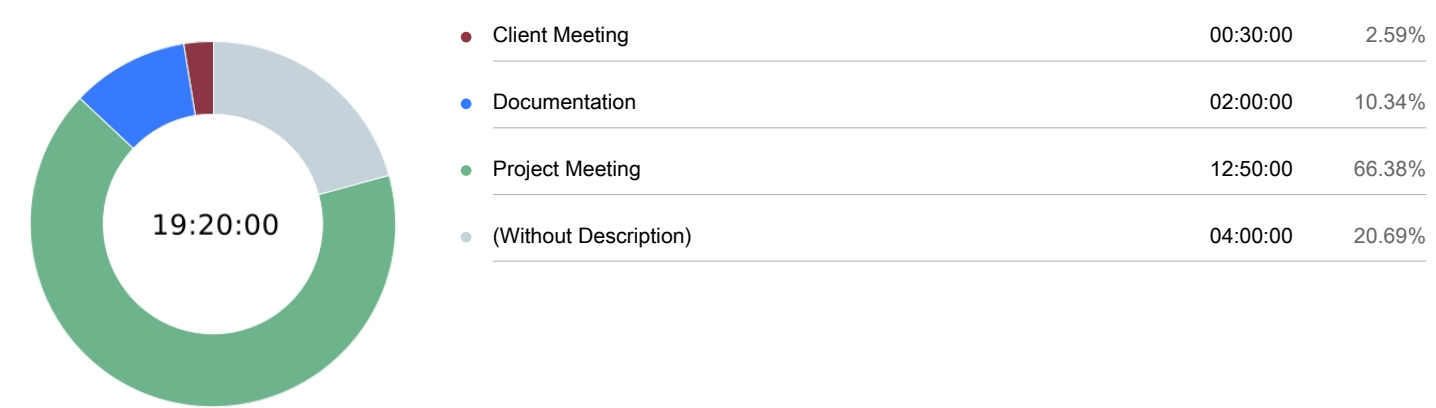 Client Meeting 00:30:00 2.59%
Documentation 02:00:00 10.34%
Project Meeting 12:50:00 66.38%
19:20:00
(Without Description) 04:00:00 20.69%